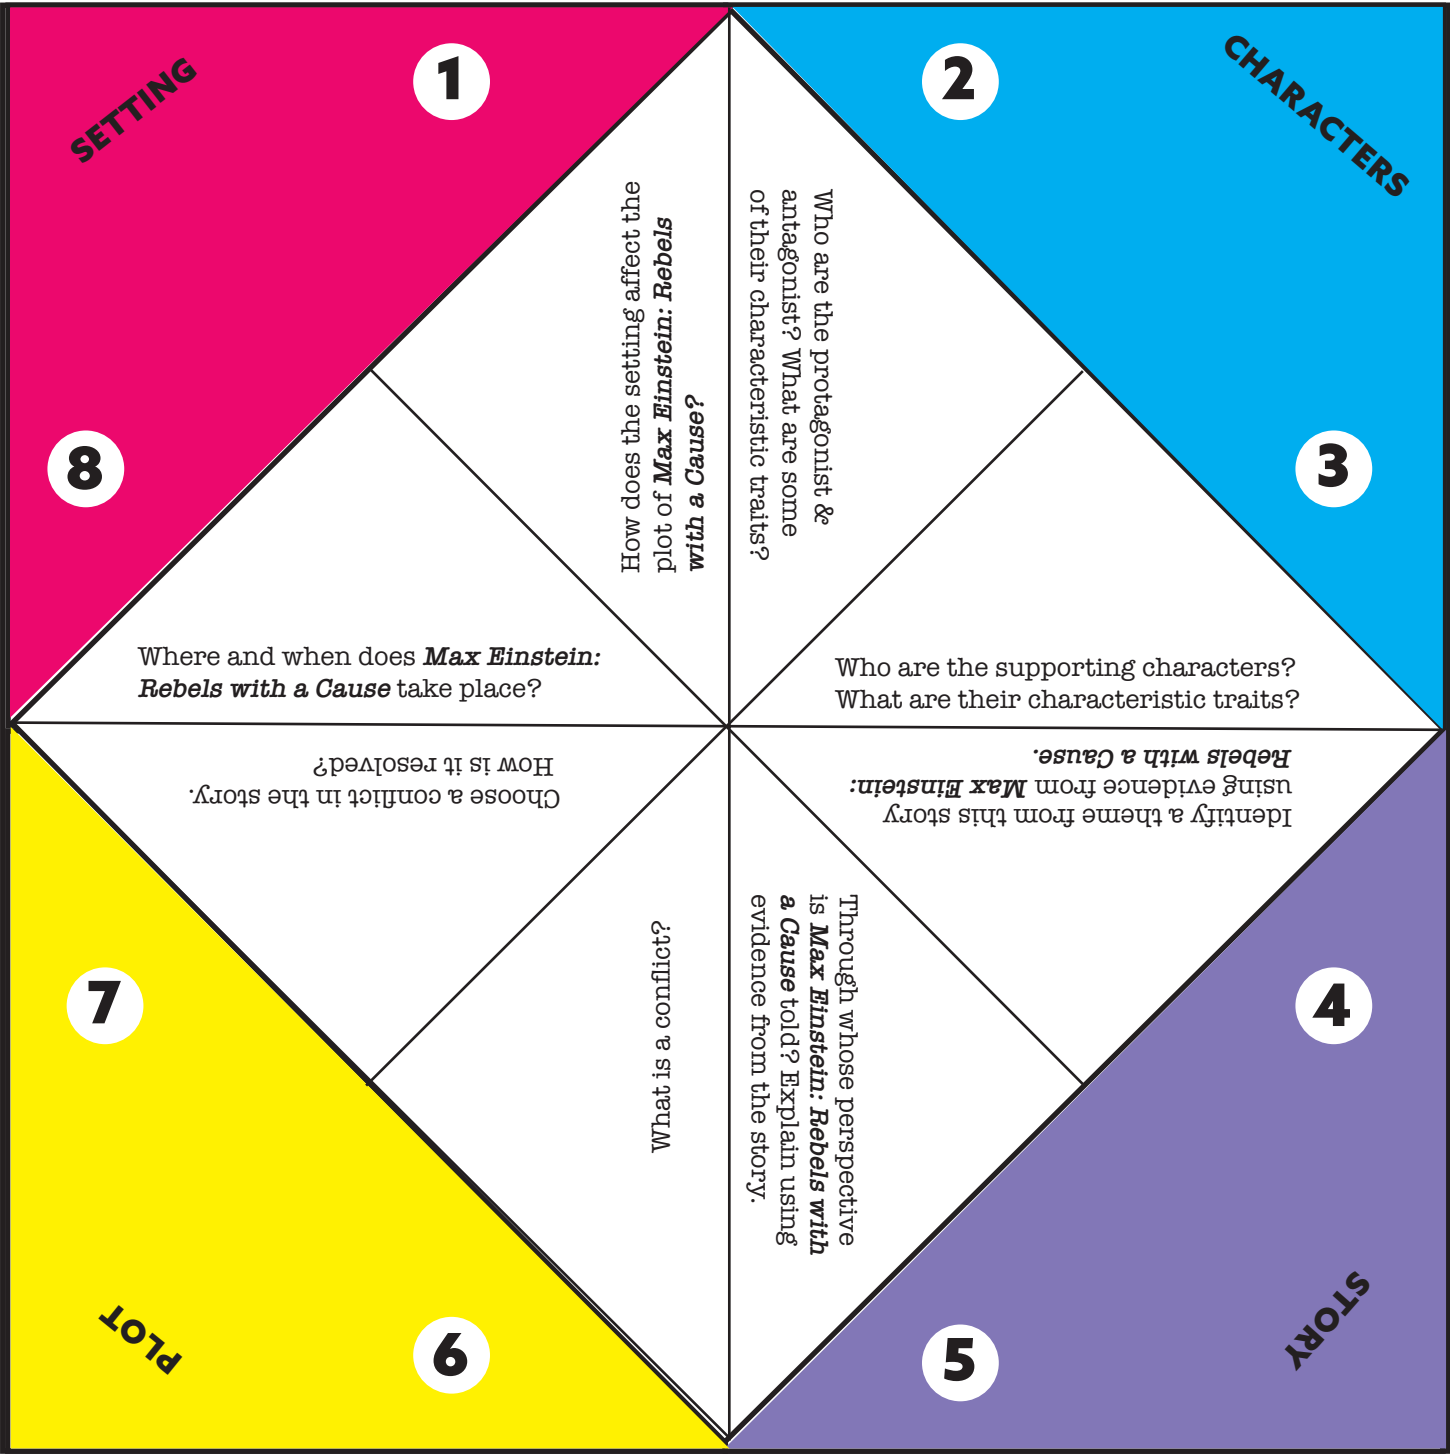 SETTING
1
2
CHARACTERS
8
3
How does the setting affect the
plot of Max Einstein: Rebels
with a Cause?
Who are the protagonist &
antagonist? What are some
of their characteristic traits?
Where and when does Max Einstein:
Rebels with a Cause take place?
Who are the supporting characters?
What are their characteristic traits?
Choose a conflict in the story.
How is it resolved?
Identify a theme from this story
using evidence from Max Einstein:
Rebels with a Cause.
What is a conflict?
Through whose perspective
is Max Einstein: Rebels with
a Cause told? Explain using
evidence from the story.
7
4
PLOT
6
5
STORY